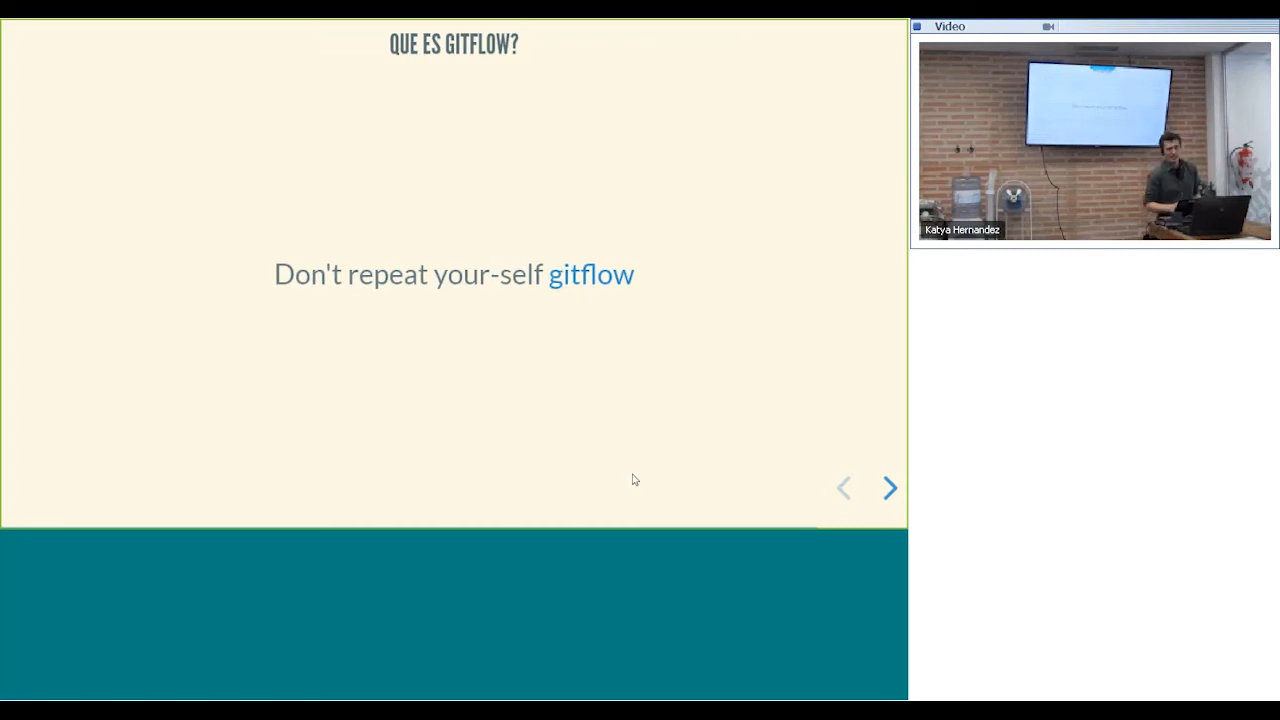 QUE ES GITFLOW?
Don't repeat your-self gitflow
Video
Katya Hernandez